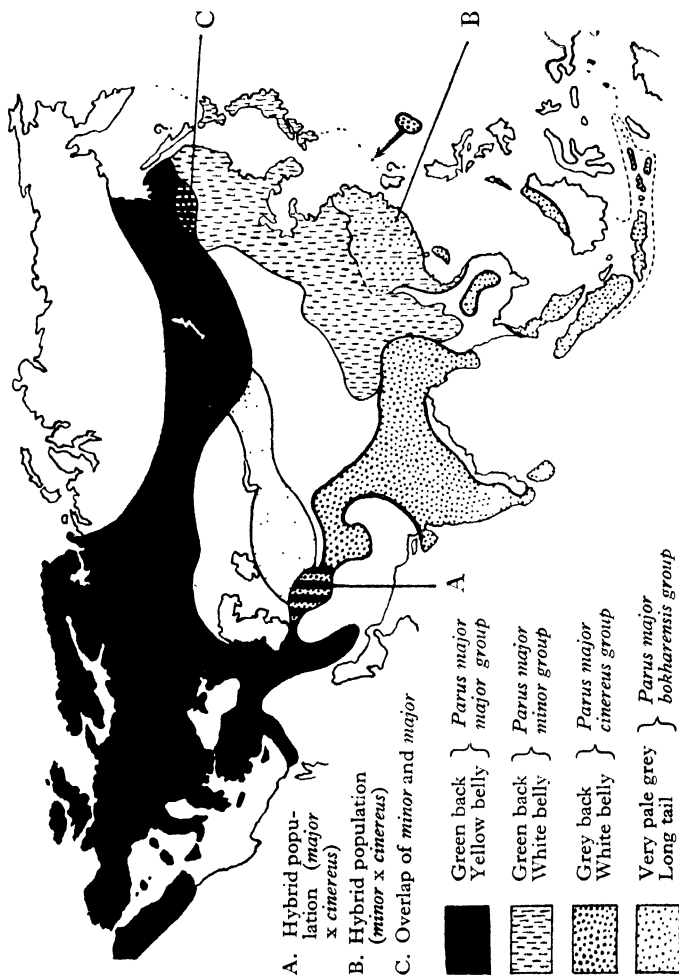 C
B
A
?
?
A. Hybrid popu-
lation (major
x cinereus)
B. Hybrid population
(minor x cinereus)
C. Overlap of minor and major
Green back
Yellow belly } Parus major
major group
Green back
White belly } Parus major
minor group
Grey back
White belly } Parus major
cinereus group
Very pale grey
Long tail } Parus major
bokharensis group